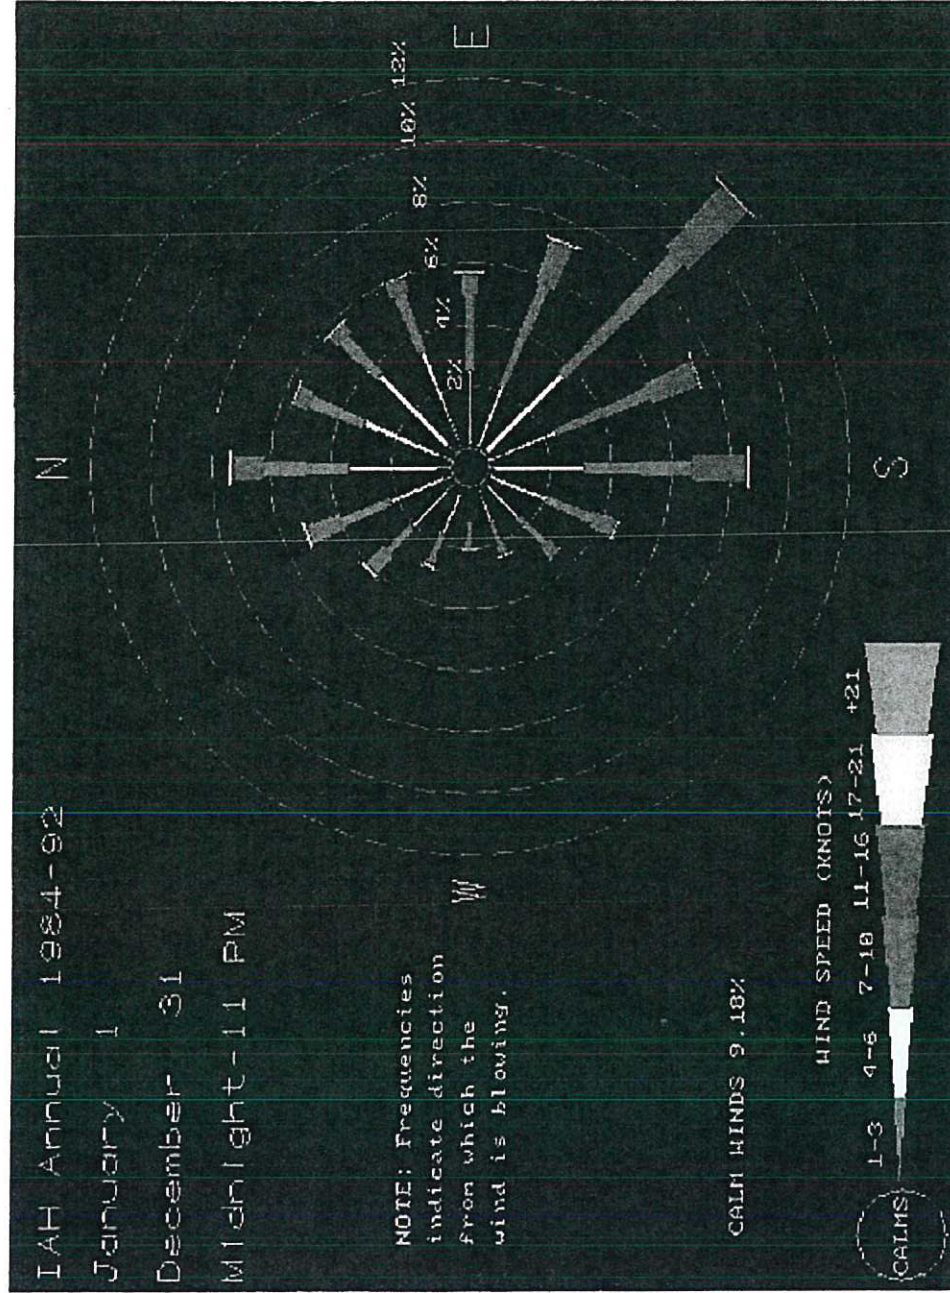 IAH Annual 1984-92
January 1
December 31
Midnight-11 PM
NOTE: Frequencies
indicate direction
from which the
wind is blowing.
CALM WINDS 9.18%
N
E
S
W
2%
4%
6%
8%
10%
12%
WIND SPEED (KNOTS)
CALMS
1-3 4-6 7-10 11-16 17-21 +21